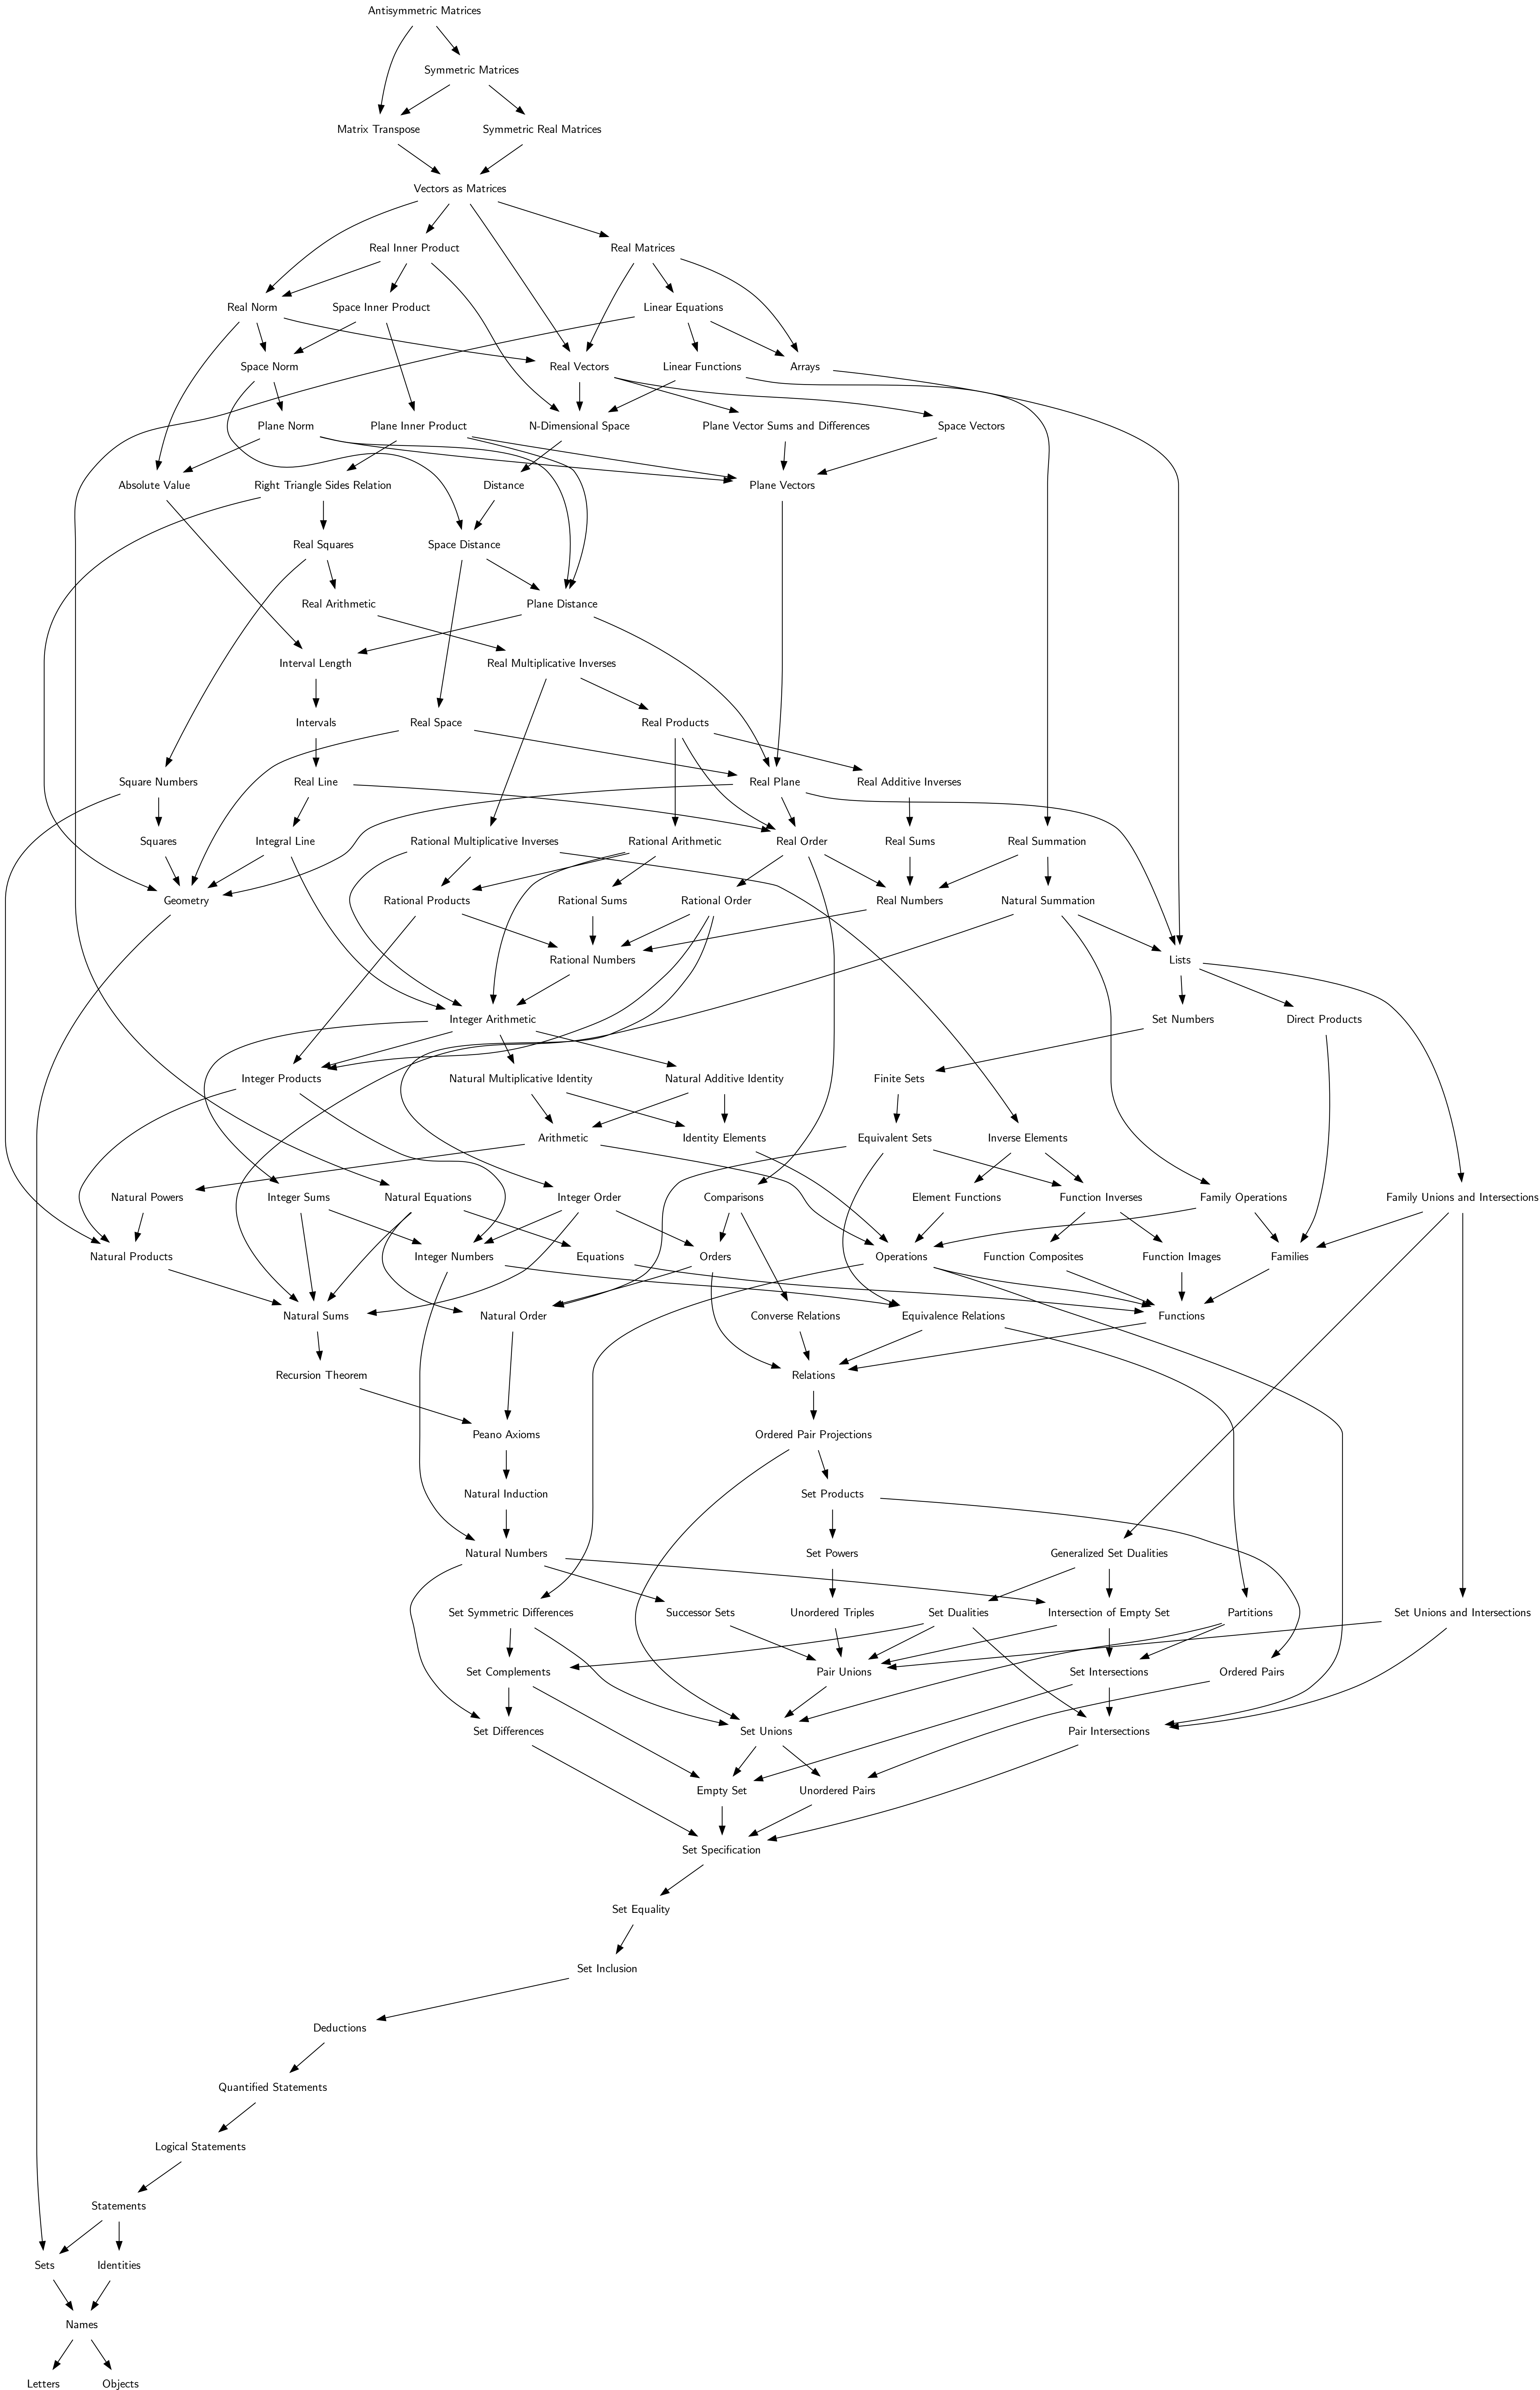 Antisymmetric Matrices
Symmetric Matrices
Matrix Transpose
Symmetric Real Matrices
Vectors as Matrices
Real Inner Product
Real Matrices
Real Norm
Space Inner Product
Linear Equations
Space Norm
Real Vectors
Linear Functions
Arrays
Plane Norm
Plane Inner Product
N-Dimensional Space
Plane Vector Sums and Differences
Space Vectors
Absolute Value
Right Triangle Sides Relation
Distance
Plane Vectors
Real Squares
Space Distance
Real Arithmetic
Plane Distance
Interval Length
Real Multiplicative Inverses
Intervals
Real Space
Real Products
Square Numbers
Real Line
Real Plane
Real Additive Inverses
Squares
Integral Line
Rational Multiplicative Inverses
Rational Arithmetic
Real Order
Real Sums
Real Summation
Geometry
Rational Products
Rational Sums
Rational Order
Real Numbers
Natural Summation
Rational Numbers
Lists
Integer Arithmetic
Set Numbers
Direct Products
Integer Products
Natural Multiplicative Identity
Natural Additive Identity
Finite Sets
Arithmetic
Identity Elements
Equivalent Sets
Inverse Elements
Natural Powers
Integer Sums
Natural Equations
Integer Order
Comparisons
Element Functions
Function Inverses
Family Operations
Family Unions and Intersections
Natural Products
Integer Numbers
Equations
Orders
Operations
Function Composites
Function Images
Families
Natural Sums
Natural Order
Converse Relations
Equivalence Relations
Functions
Recursion Theorem
Relations
Peano Axioms
Ordered Pair Projections
Natural Induction
Set Products
Natural Numbers
Set Powers
Generalized Set Dualities
Set Symmetric Differences
Successor Sets
Unordered Triples
Set Dualities
Intersection of Empty Set
Partitions
Set Unions and Intersections
Set Complements
Pair Unions
Set Intersections
Ordered Pairs
Set Differences
Set Unions
Pair Intersections
Empty Set
Unordered Pairs
Set Specification
Set Equality
Set Inclusion
Deductions
Quantified Statements
Logical Statements
Statements
Sets
Identities
Names
Letters
Objects